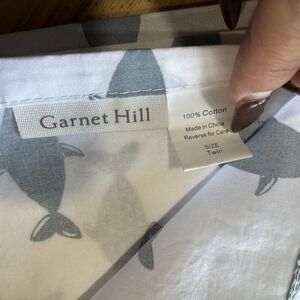 Garnet Hill
100% Cotton
Made in China
Reverse for Care
SIZE
Twin